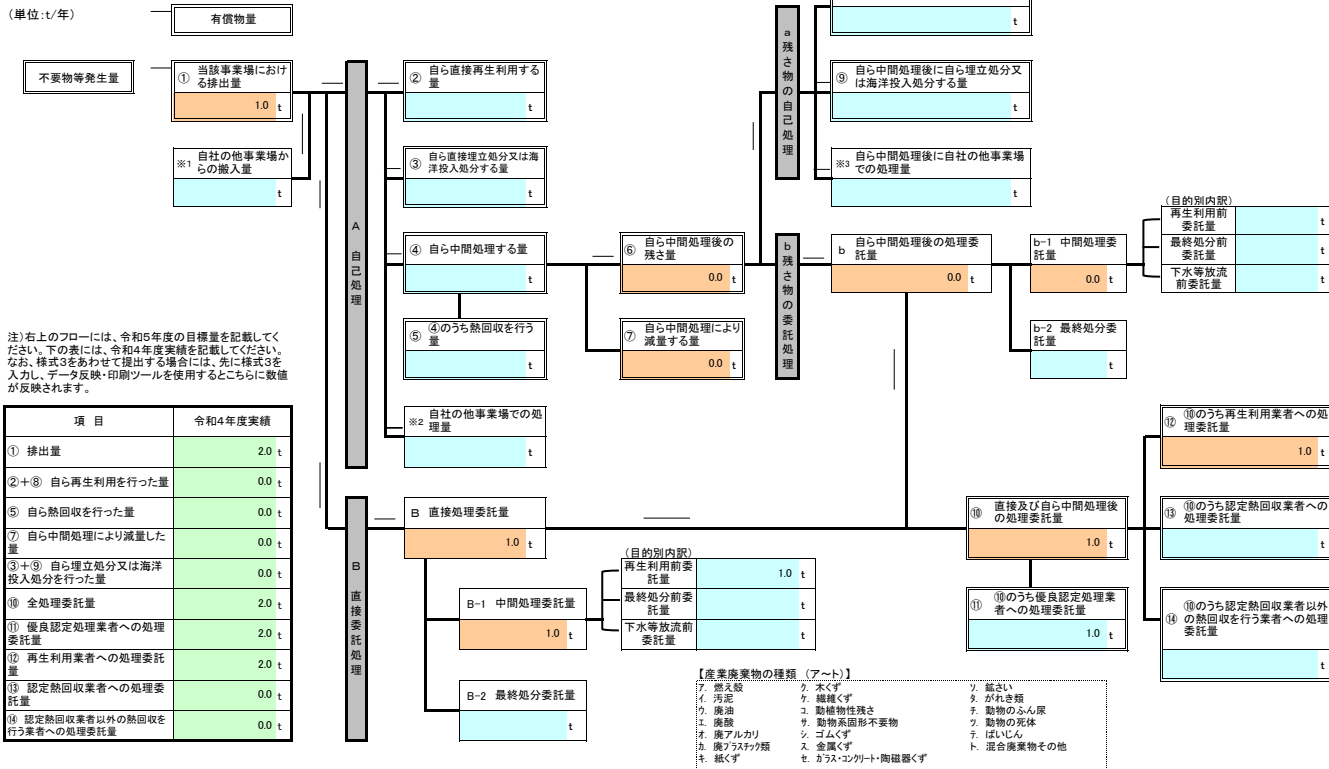 (単位:t/年)
有償物量
t
不要物等発生量
① 当該事業場におけ
る排出量
1.0 t
※1 自社の他事業場か
らの搬入量
t
A 自己処理
② 自ら直接再生利用する
量
t
③ 自ら直接埋立処分又は海
洋投入処分する量
t
④ 自ら中間処理する量
t
⑤ ④のうち熱回収を行う
量
t
※2 自社の他事業場での処
理量
t
⑥ 自ら中間処理後の
残さ量
0.0 t
⑦ 自ら中間処理により
減量する量
0.0 t
a 残さ物の自己処理
⑨ 自ら中間処理後に自ら埋立処分又
は海洋投入処分する量
t
※3 自ら中間処理後に自社の他事業場
での処理量
t
b 残さ物の委託処理
b 自ら中間処理後の処理委
託量
0.0 t
b-1 中間処理委
託量
0.0 t
b-2 最終処分委
託量
t
(目的別内訳)
再生利用前
委託量
t
最終処分前
委託量
t
下水等放流
前委託量
t
注)右上のフローには、令和5年度の目標量を記載してく
ださい。下の表には、令和4年度実績を記載してください。
なお、様式3をあわせて提出する場合には、先に様式3を
入力し、データ反映・印刷ツールを使用するとこちらに数値
が反映されます。
項 目 令和4年度実績
① 排出量 2.0 t
②+⑧ 自ら再生利用を行った量 0.0 t
⑤ 自ら熱回収を行った量 0.0 t
⑦ 自ら中間処理により減量した
量 0.0 t
③+⑨ 自ら埋立処分又は海洋
投入処分を行った量 0.0 t
⑩ 全処理委託量 2.0 t
⑪ 優良認定処理業者への処理
委託量 2.0 t
⑫ 再生利用業者への処理委託
量 2.0 t
⑬ 認定熱回収業者への処理委
託量 0.0 t
⑭ 認定熱回収業者以外の熱回収を
行う業者への処理委託量 0.0 t
B 直接委託処理
B 直接処理委託量
1.0 t
B-1 中間処理委託量
1.0 t
B-2 最終処分委託量
t
(目的別内訳)
再生利用前委
託量
1.0 t
最終処分前委
託量
t
下水等放流前
委託量
t
⑩ 直接及び自ら中間処理後
の処理委託量
1.0 t
⑪ ⑩のうち優良認定処理業
者への処理委託量
1.0 t
⑫ ⑩のうち再生利用業者への処
理委託量
1.0 t
⑬ ⑩のうち認定熱回収業者への
処理委託量
t
⑭ ⑩のうち認定熱回収業者以外
の熱回収を行う業者への処理
委託量
t
【産業廃棄物の種類 (ア~ト)】
ア. 燃え殻 ク. 木くず ソ. 鉱さい
イ. 汚泥 ケ. 繊維くず タ. がれき類
ウ. 廃油 コ. 動植物性残さ チ. 動物のふん尿
エ. 廃酸 サ. 動物系固形不要物 ツ. 動物の死体
オ. 廃アルカリ シ. ゴムくず テ. ばいじん
カ. 廃プラスチック類 ス. 金属くず ト. 混合廃棄物その他
キ. 紙くず セ. ガラス・コンクリート・陶磁器くず